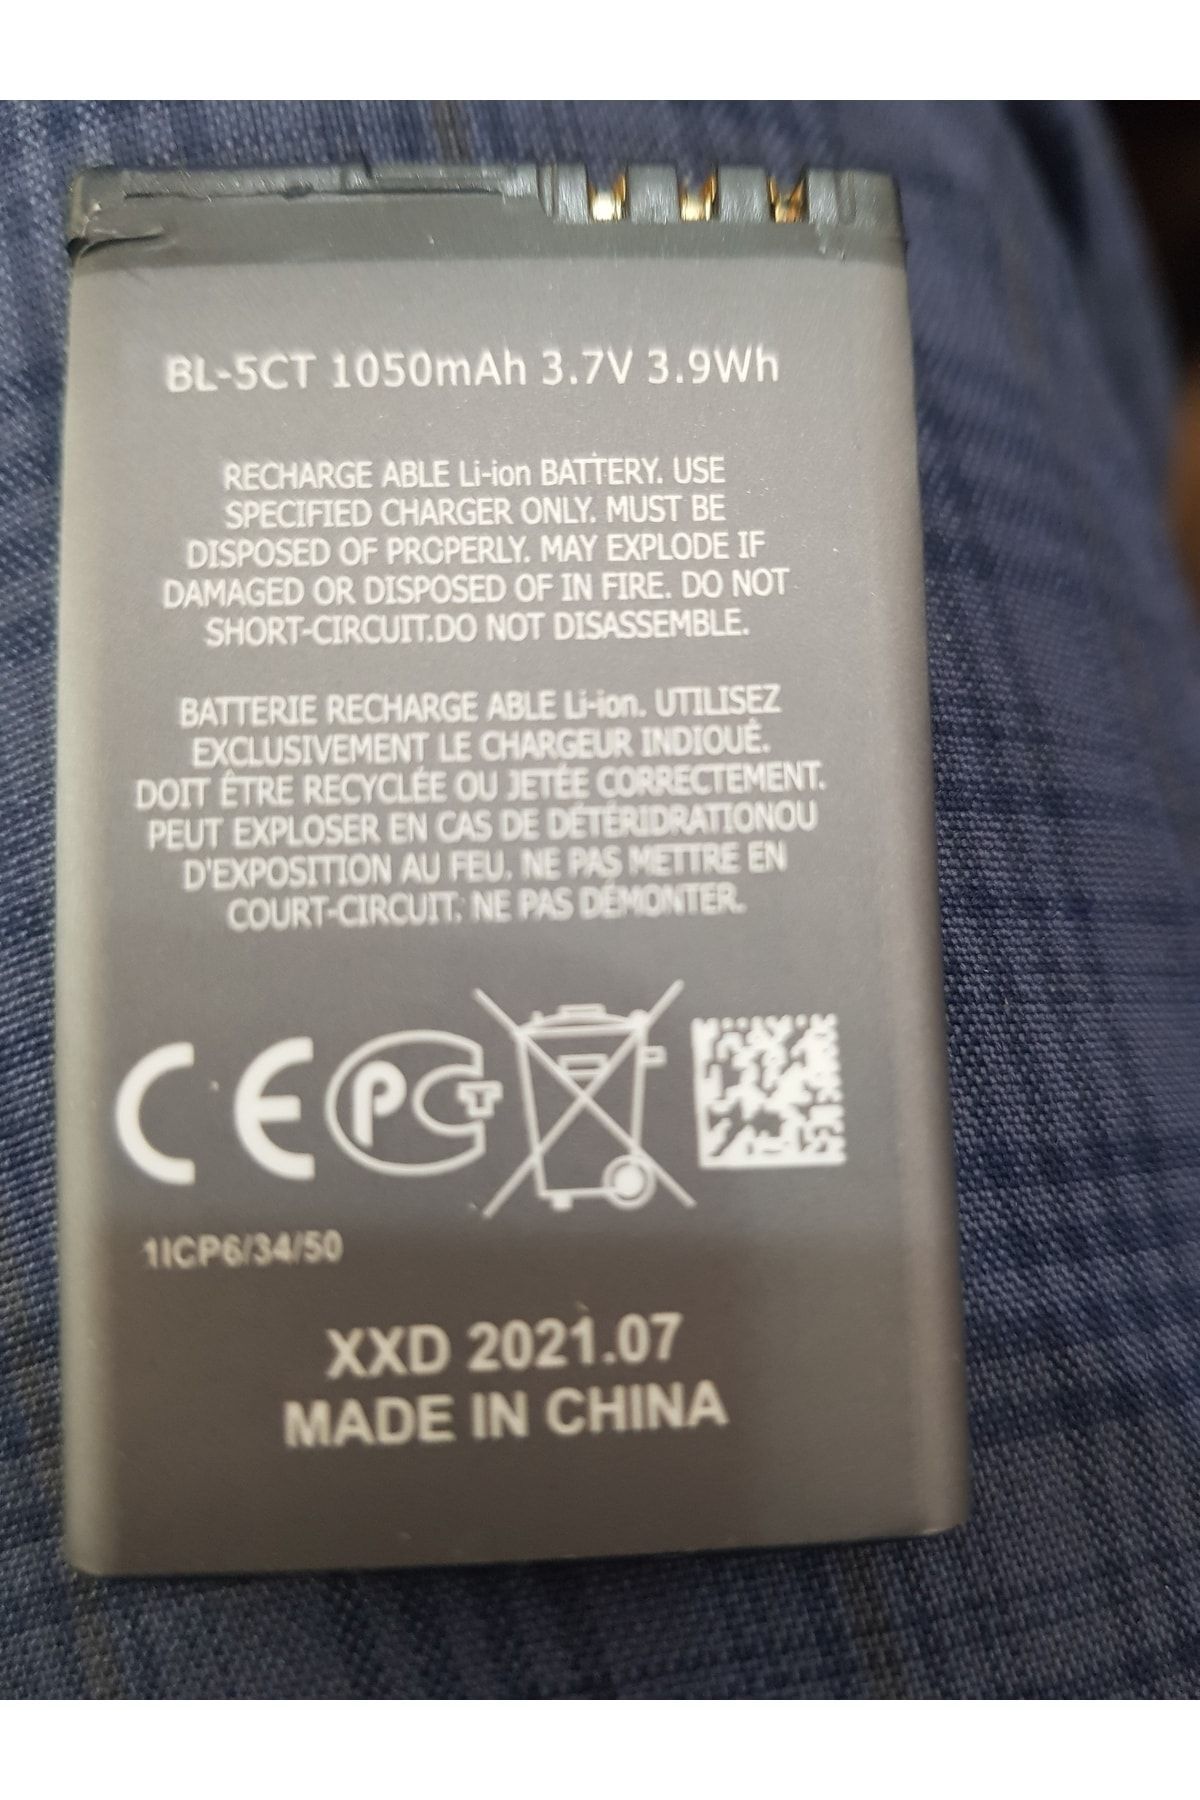 BL-5CT 1050mAh 3.7V 3.9Wh
RECHARGE ABLE Li-ion BATTERY. USE
SPECIFIED CHARGER ONLY. MUST BE
DISPOSED OF PROPERLY. MAY EXPLODE IF
DAMAGED OR DISPOSED OF IN FIRE. DO NOT
SHORT-CIRCUIT.DO NOT DISASSEMBLE.
BATTERIE RECHARGE ABLE Li-ion. UTILISEZ
EXCLUSIVEMENT LE CHARGEUR INDIOUÉ.
DOIT ÊTRE RECYCLÉE OU JETÉE CORRECTEMENT.
PEUT EXPLOSER EN CAS DE DÉTÉRIDRATIONOU
D'EXPOSITION AU FEU. NE PAS METTRE EN
COURT-CIRCUIT. NE PAS DÉMONTER.
CE PCT
1ICP6/34/50
XXD 2021.07
MADE IN CHINA